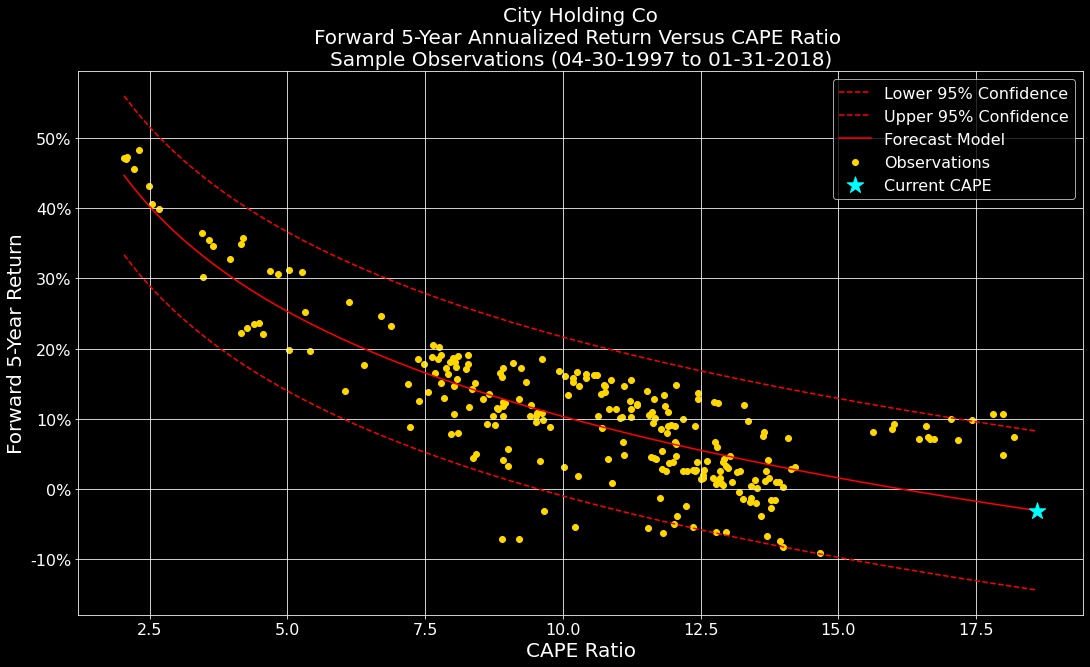 City Holding Co
Forward 5-Year Annualized Return Versus CAPE Ratio
Sample Observations (04-30-1997 to 01-31-2018)
Lower 95% Confidence
Upper 95% Confidence
Forecast Model
Observations
Current CAPE
Forward 5-Year Return
50%
40%
30%
20%
10%
0%
-10%
2.5 5.0 7.5 10.0 12.5 15.0 17.5
CAPE Ratio